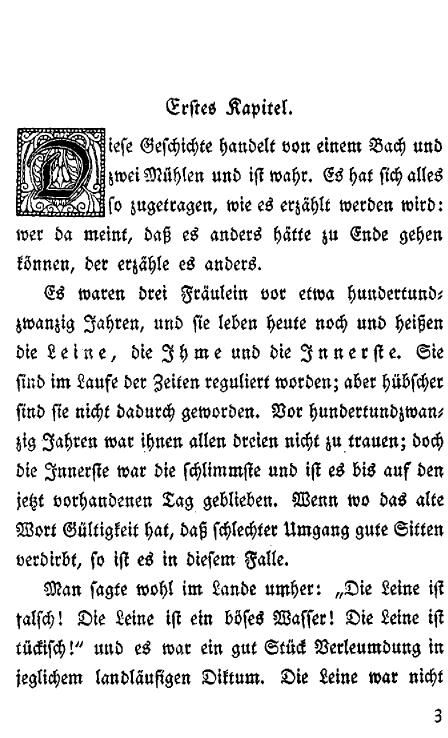 Erstes Kapitel.
Diese Geschichte handelt von einem Bach und
zwei Mühlen und ist wahr. Es hat sich alles
so zugetragen, wie es erzählt werden wird:
wer da meint, daß es anders hätte zu Ende gehen
können, der erzähle es anders.
Es waren drei Fräulein vor etwa hundertund⸗
zwanzig Jahren, und sie leben heute noch und heißen
die Leine, die Ihme und die Innerste. Sie
sind im Laufe der Zeiten reguliert worden; aber hübscher
sind sie nicht dadurch geworden. Vor hundertundzwan⸗
zig Jahren war ihnen allen dreien nicht zu trauen; doch
die Innerste war die schlimmste und ist es bis auf den
jetzt vorhandenen Tag geblieben. Wenn wo das alte
Wort Gültigkeit hat, daß schlechter Umgang gute Sitten
verdirbt, so ist es in diesem Falle.
Man sagte wohl im Lande umher: „Die Leine ist
falsch! Die Leine ist ein böses Wasser! Die Leine ist
tückisch!“ und es war ein gut Stück Verleumdung in
jeglichem landläufigen Diktum. Die Leine war nicht
3